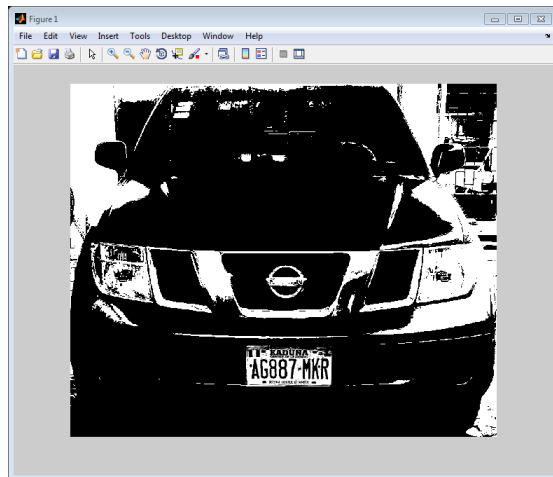 Figure 1
File Edit View Insert Tools Desktop Window Help
KADUNA
AG887-MKR